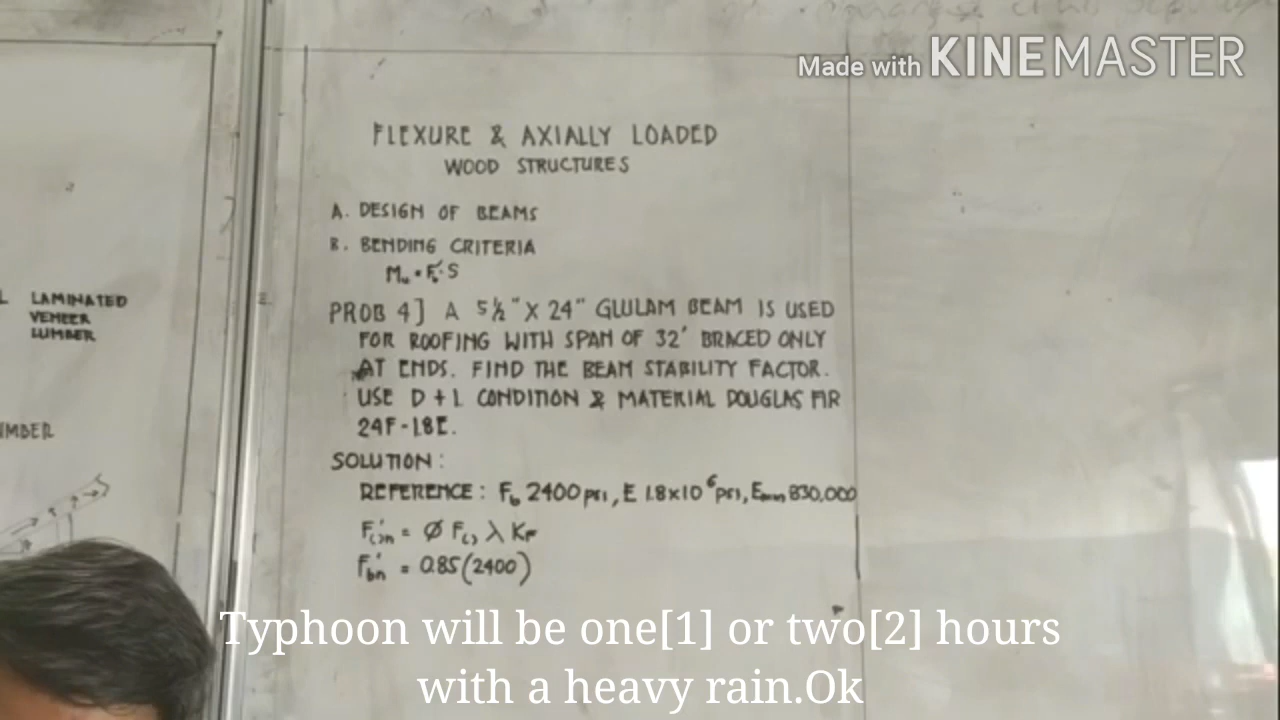 Made with KINEMASTER
LAMINATED
VENEER
LUMBER
FLEXURE & AXIALLY LOADED
WOOD STRUCTURES
A. DESIGN OF BEAMS
B. BENDING CRITERIA
PROB 4] A 5½" X 24" GLULAM BEAM IS USED
FOR ROOFING WITH SPAN OF 32' BRACED ONLY
AT ENDS. FIND THE BEAM STABILITY FACTOR.
USE D + L CONDITION & MATERIAL DOUGLAS FIR
24F-1.8E.
SOLUTION:
REFERENCE: Fb 2400 psi, E 1.8x10⁶ psi, Emin 830,000
F'( )n = Ø F( ) λ KF
F'bn = 0.85(2400)
Typhoon will be one[1] or two[2] hours
with a heavy rain.Ok